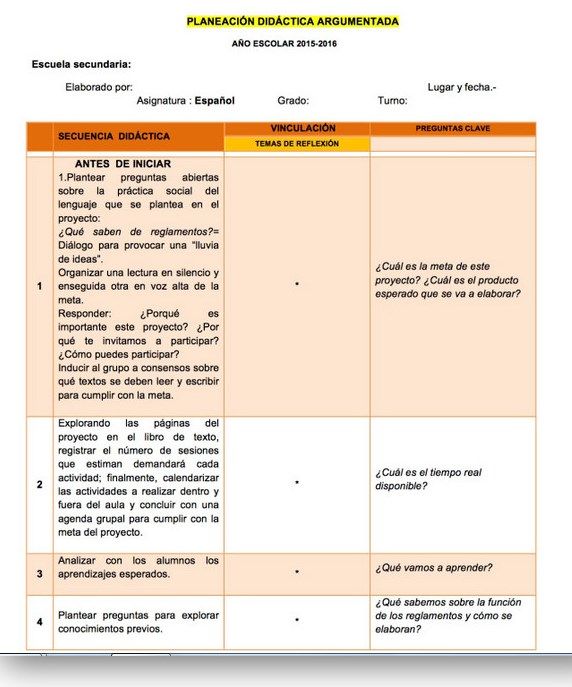 PLANEACIÓN DIDÁCTICA ARGUMENTADA
AÑO ESCOLAR 2015-2016
Escuela secundaria:
Elaborado por: Lugar y fecha.-
Asignatura : Español Grado: Turno:
SECUENCIA DIDÁCTICA
VINCULACIÓN
TEMAS DE REFLEXIÓN
PREGUNTAS CLAVE
1
ANTES DE INICIAR
1.Plantear preguntas abiertas
sobre la práctica social del
lenguaje que se plantea en el
proyecto:
¿Qué saben de reglamentos?=
Diálogo para provocar una "lluvia
de ideas".
Organizar una lectura en silencio y
enseguida otra en voz alta de la
meta.
Responder: ¿Porqué es
importante este proyecto? ¿Por
qué te invitamos a participar?
¿Cómo puedes participar?
Inducir al grupo a consensos sobre
qué textos se deben leer y escribir
para cumplir con la meta.
*
¿Cuál es la meta de este
proyecto? ¿Cuál es el producto
esperado que se va a elaborar?
2
Explorando las páginas del
proyecto en el libro de texto,
registrar el número de sesiones
que estiman demandará cada
actividad; finalmente, calendarizar
las actividades a realizar dentro y
fuera del aula y concluir con una
agenda grupal para cumplir con la
meta del proyecto.
*
¿Cuál es el tiempo real
disponible?
3
Analizar con los alumnos los
aprendizajes esperados.
*
¿Qué vamos a aprender?
4
Plantear preguntas para explorar
conocimientos previos.
*
¿Qué sabemos sobre la función
de los reglamentos y cómo se
elaboran?